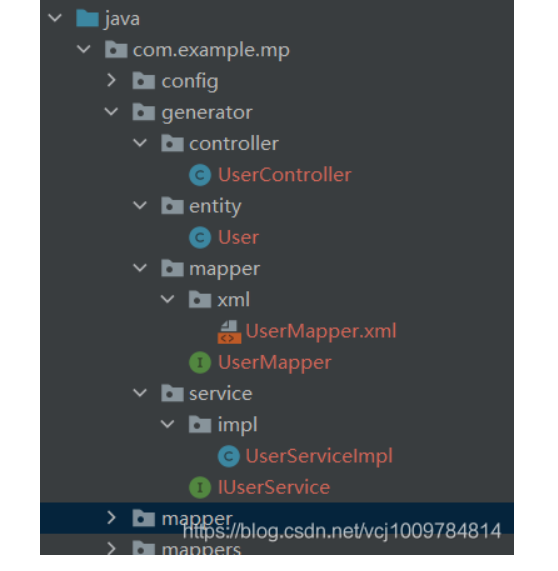 java
com.example.mp
config
generator
controller
UserController
entity
User
mapper
xml
UserMapper.xml
UserMapper
service
impl
UserServiceImpl
IUserService
mapper
https://blog.csdn.net/vcj1009784814
mappers